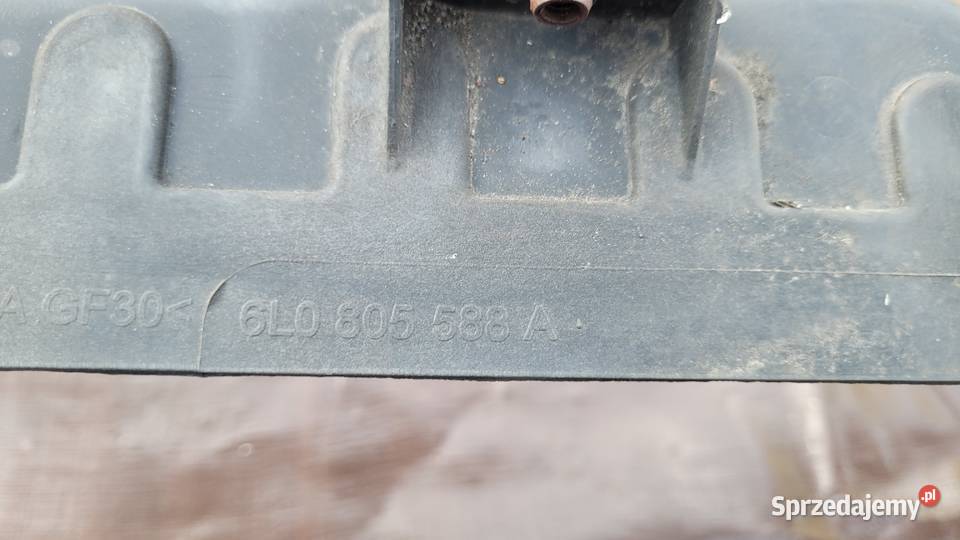 A GF30<
6L0 805 588 A
Sprzedajemy.pl